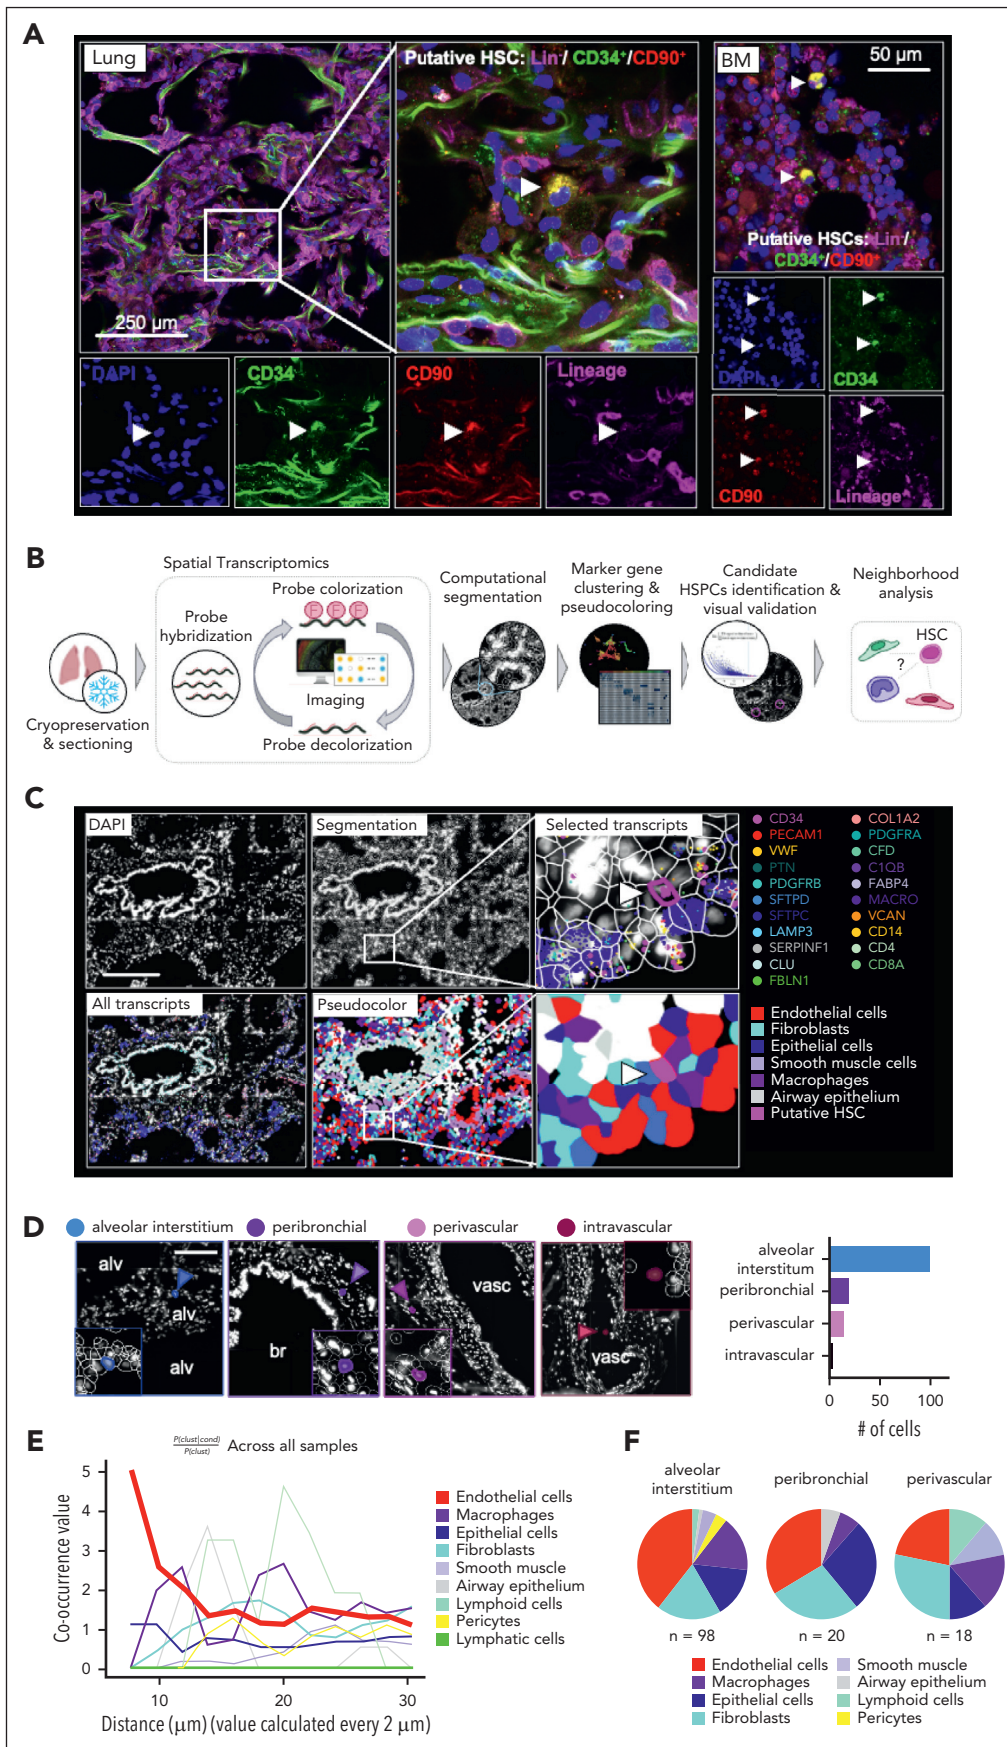 A
Lung
Putative HSC: Lin⁻/ CD34⁺/CD90⁺
BM
50 µm
Putative HSCs: Lin⁻/
CD34⁺/CD90⁺
250 µm
DAPI
CD34
CD90
Lineage
DAPI
CD34
CD90
Lineage
B
Spatial Transcriptomics
Probe colorization
F F F
Probe
hybridization
Imaging
Probe decolorization
Cryopreservation
& sectioning
Computational
segmentation
Marker gene
clustering &
pseudocoloring
Candidate
HSPCs identification &
visual validation
Neighborhood
analysis
HSC
?
C
DAPI
Segmentation
Selected transcripts
All transcripts
Pseudocolor
CD34
PECAM1
VWF
PTN
PDGFRB
SFTPD
SFTPC
LAMP3
SERPINF1
CLU
FBLN1
COL1A2
PDGFRA
CFD
C1QB
FABP4
MACRO
VCAN
CD14
CD4
CD8A
Endothelial cells
Fibroblasts
Epithelial cells
Smooth muscle cells
Macrophages
Airway epithelium
Putative HSC
D
alveolar interstitium
peribronchial
perivascular
intravascular
alv
alv
alv
br
vasc
vasc
alveolar
interstitum
peribronchial
perivascular
intravascular
0 50 100
# of cells
E
P(clust|cond)
P(clust)
Across all samples
Co-occurrence value
5
4
3
2
1
0
10 20 30
Distance (µm) (value calculated every 2 µm)
Endothelial cells
Macrophages
Epithelial cells
Fibroblasts
Smooth muscle
Airway epithelium
Lymphoid cells
Pericytes
Lymphatic cells
F
alveolar
interstitium
peribronchial
perivascular
n = 98
n = 20
n = 18
Endothelial cells
Macrophages
Epithelial cells
Fibroblasts
Smooth muscle
Airway epithelium
Lymphoid cells
Pericytes